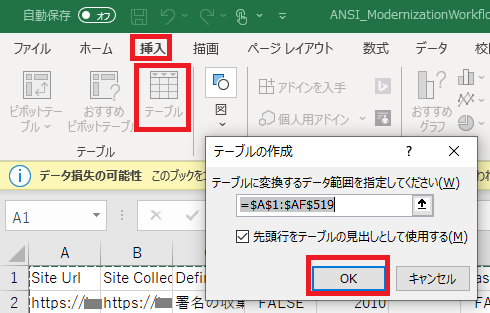 自動保存 オフ ANSI_ModernizationWorkflo
ファイル ホーム 挿入 描画 ページ レイアウト 数式 データ 校
ピボットテーブル おすすめピボットテーブル テーブル 図 アドインを入手 個人用アドイン おすすめグラフ
テーブル
データ損失の可能性 このブックをコ
A1
A B
1 Site Url Site Collec Defin
2 https:// https:// 署名の収集 FALSE 2010
テーブルの作成
テーブルに変換するデータ範囲を指定してください(W)
=$A$1:$AF$519
先頭行をテーブルの見出しとして使用する(M)
OK キャンセル